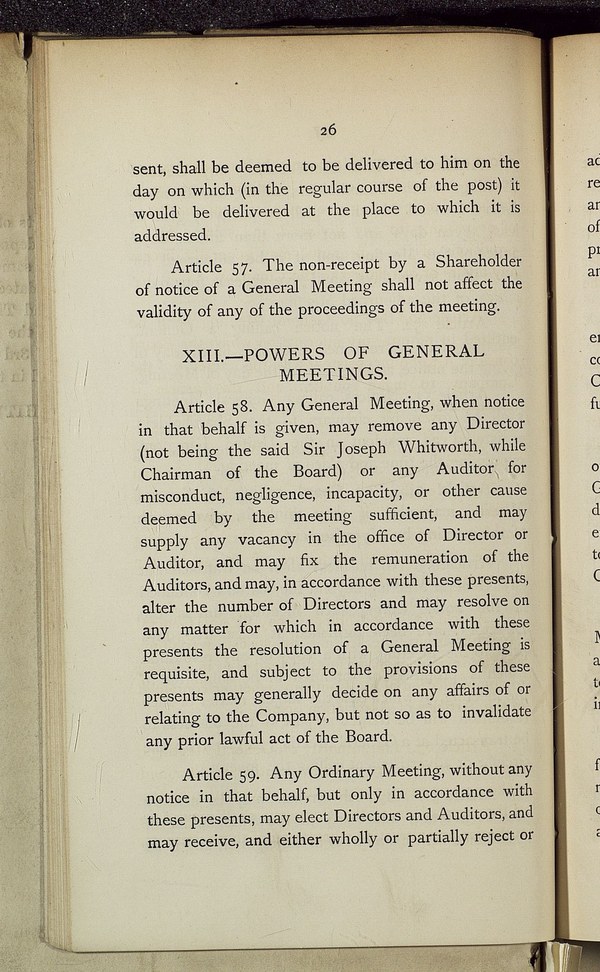 26
sent, shall be deemed to be delivered to him on the
day on which (in the regular course of the post) it
would be delivered at the place to which it is
addressed.
Article 57. The non-receipt by a Shareholder
of notice of a General Meeting shall not affect the
validity of any of the proceedings of the meeting.
XIII.—POWERS OF GENERAL
MEETINGS.
Article 58. Any General Meeting, when notice
in that behalf is given, may remove any Director
(not being the said Sir Joseph Whitworth, while
Chairman of the Board) or any Auditor for
misconduct, negligence, incapacity, or other cause
deemed by the meeting sufficient, and may
supply any vacancy in the office of Director or
Auditor, and may fix the remuneration of the
Auditors, and may, in accordance with these presents,
alter the number of Directors and may resolve on
any matter for which in accordance with these
presents the resolution of a General Meeting is
requisite, and subject to the provisions of these
presents may generally decide on any affairs of or
relating to the Company, but not so as to invalidate
any prior lawful act of the Board.
Article 59. Any Ordinary Meeting, without any
notice in that behalf, but only in accordance with
these presents, may elect Directors and Auditors, and
may receive, and either wholly or partially reject or